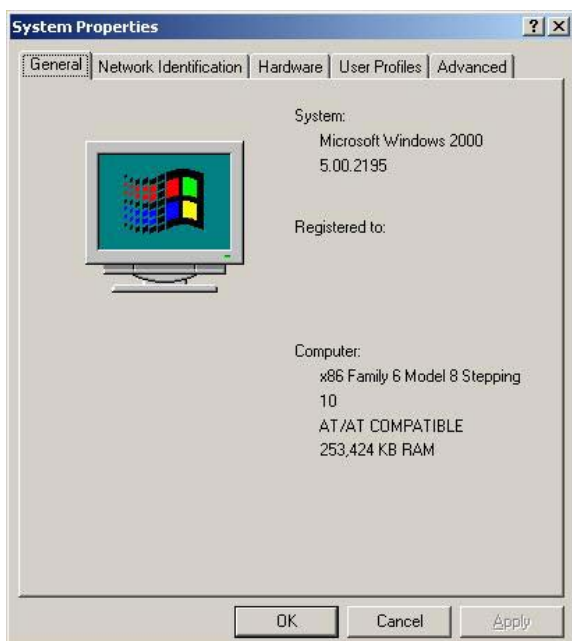 System Properties
General Network Identification Hardware User Profiles Advanced
System:
Microsoft Windows 2000
5.00.2195
Registered to:
Computer:
x86 Family 6 Model 8 Stepping
10
AT/AT COMPATIBLE
253,424 KB RAM
OK Cancel Apply